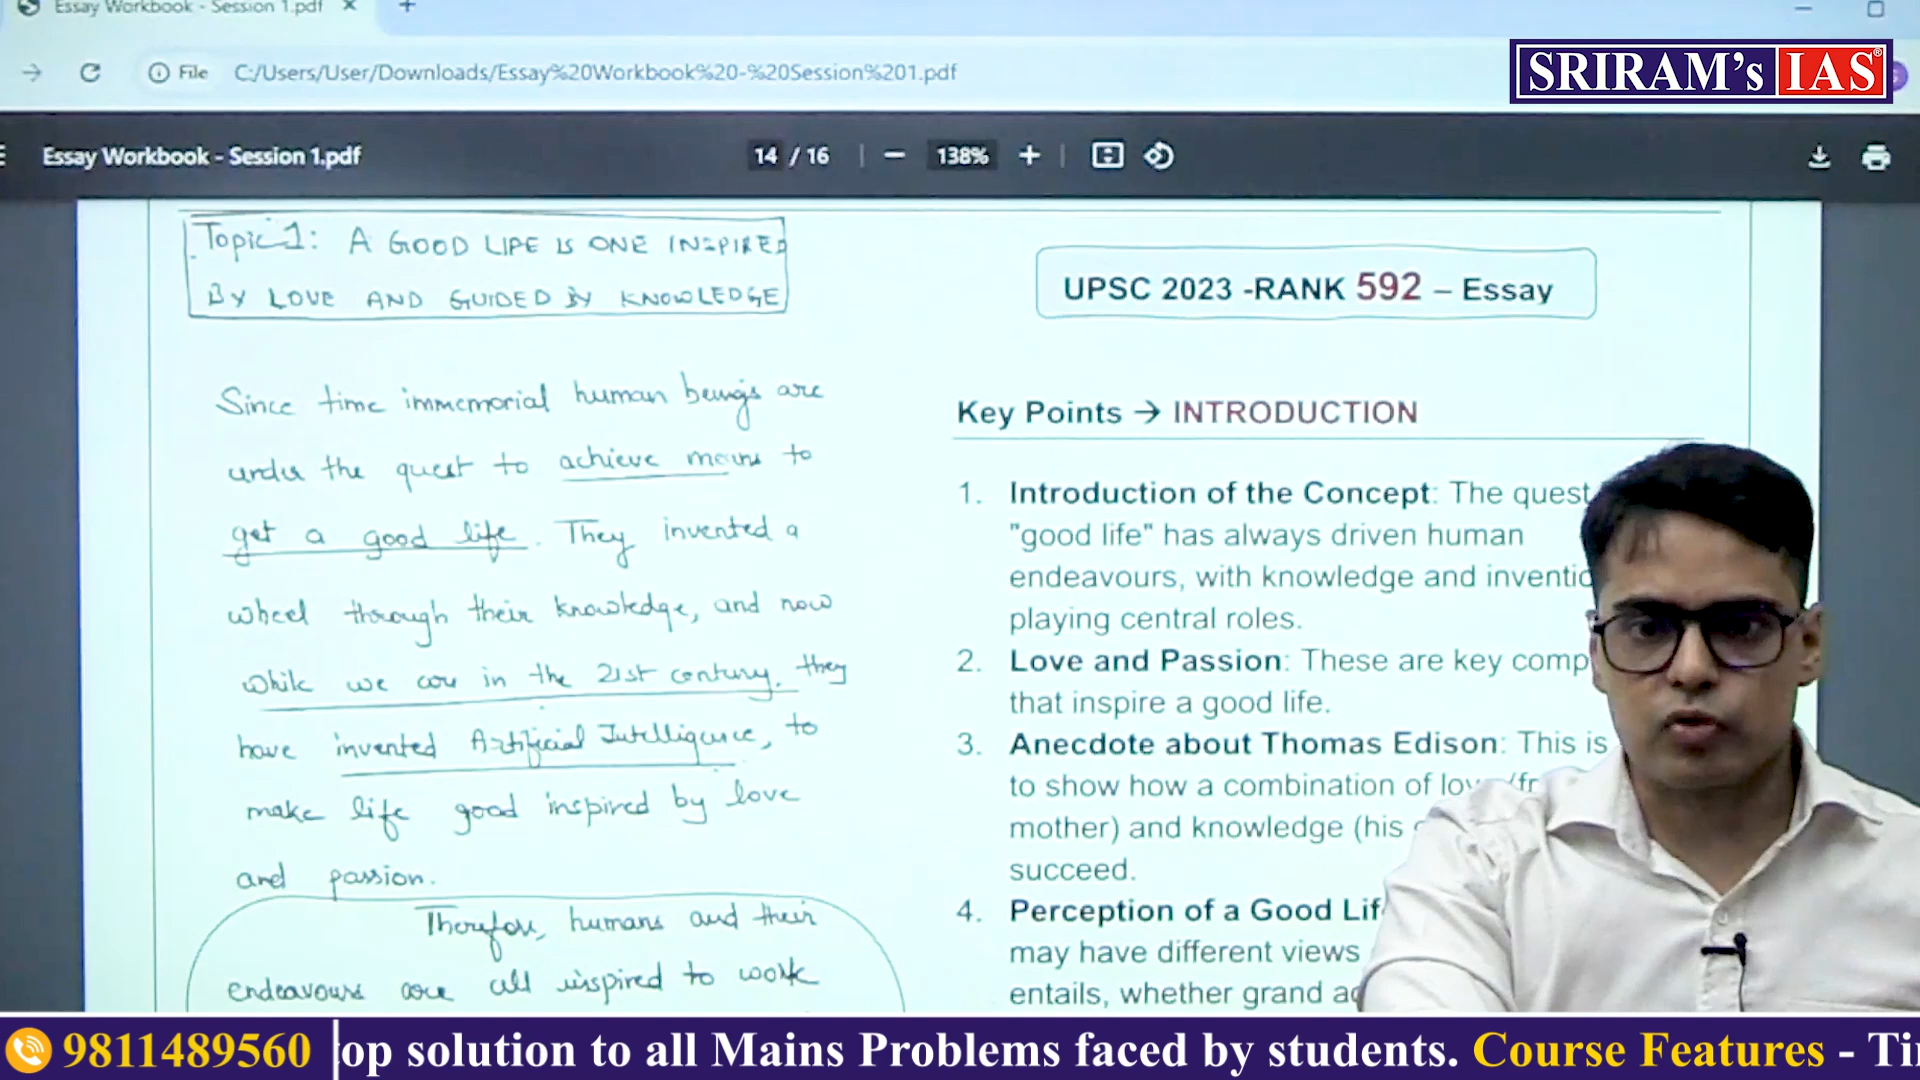 Essay Workbook - Session 1.pdf
File C:/Users/User/Downloads/Essay%20Workbook%20-%20Session%201.pdf
SRIRAM's IAS
Essay Workbook - Session 1.pdf
14 / 16
138%
Topic 1: A GOOD LIFE IS ONE INSPIRED
BY LOVE AND GUIDED BY KNOWLEDGE
Since time immemorial human beings are
under the quest to achieve means to
get a good life. They invented a
wheel through their knowledge, and now
while we are in the 21st century, they
have invented Artificial Intelligence, to
make life good inspired by love
and passion.
Therefore, humans and their
endeavours are all inspired to work
UPSC 2023 -RANK 592 – Essay
Key Points → INTRODUCTION
1. Introduction of the Concept: The quest
"good life" has always driven human
endeavours, with knowledge and inventio
playing central roles.
2. Love and Passion: These are key comp
that inspire a good life.
3. Anecdote about Thomas Edison: This is
to show how a combination of
mother) and knowledge (his
succeed.
4. Perception of a Good Lif
may have different views
entails, whether grand
9811489560
op solution to all Mains Problems faced by students. Course Features - Ti